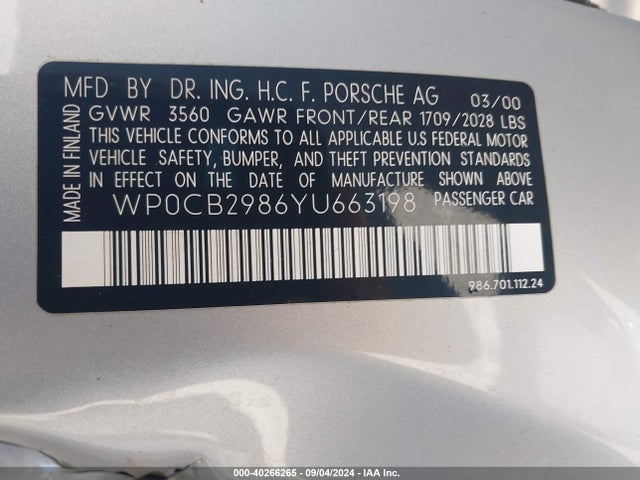 MFD BY DR. ING. H.C. F. PORSCHE AG 03/00
GVWR 3560 GAWR FRONT/REAR 1709/2028 LBS
THIS VEHICLE CONFORMS TO ALL APPLICABLE U.S FEDERAL MOTOR
VEHICLE SAFETY, BUMPER, AND THEFT PREVENTION STANDARDS
IN EFFECT ON THE DATE OF MANUFACTURE SHOWN ABOVE
WP0CB2986YU663198 PASSENGER CAR
MADE IN FINLAND
986.701.112.24
000-40266265 - 09/04/2024 - IAA Inc.